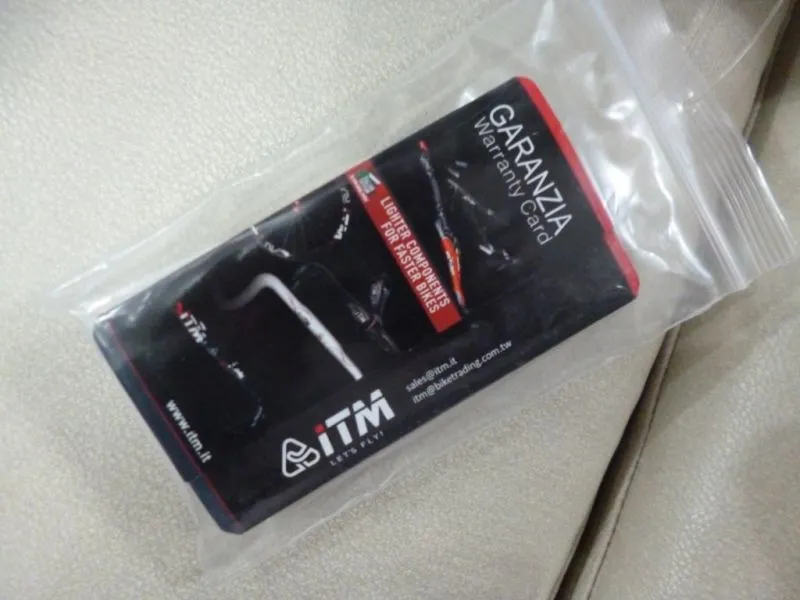 GARANZIA
Warranty Card
LIGHTER COMPONENTS
FOR FASTER BIKES
sales@itm.it
itm@biketrading.com.tw
iTM
LET'S FLY!
www.itm.it
iTM